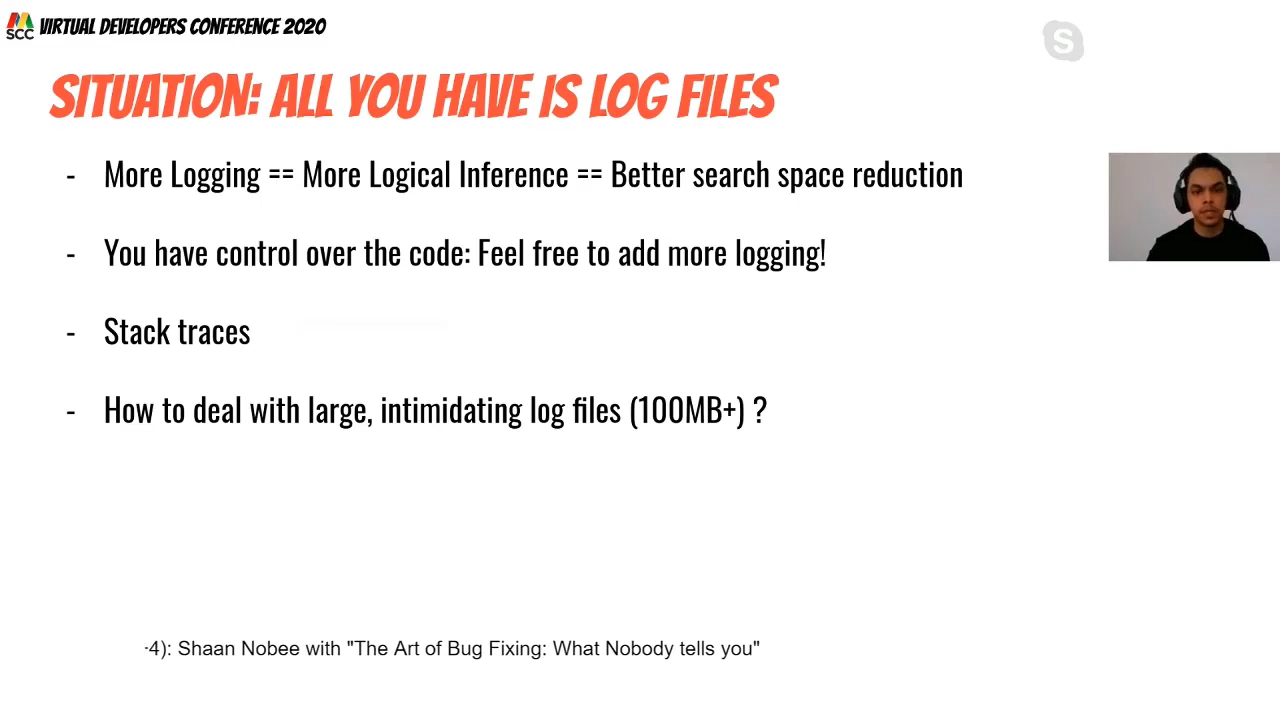 SCC VIRTUAL DEVELOPERS CONFERENCE 2020
S
SITUATION: ALL YOU HAVE IS LOG FILES
- More Logging == More Logical Inference == Better search space reduction
- You have control over the code: Feel free to add more logging!
- Stack traces
- How to deal with large, intimidating log files (100MB+) ?
-4): Shaan Nobee with "The Art of Bug Fixing: What Nobody tells you"